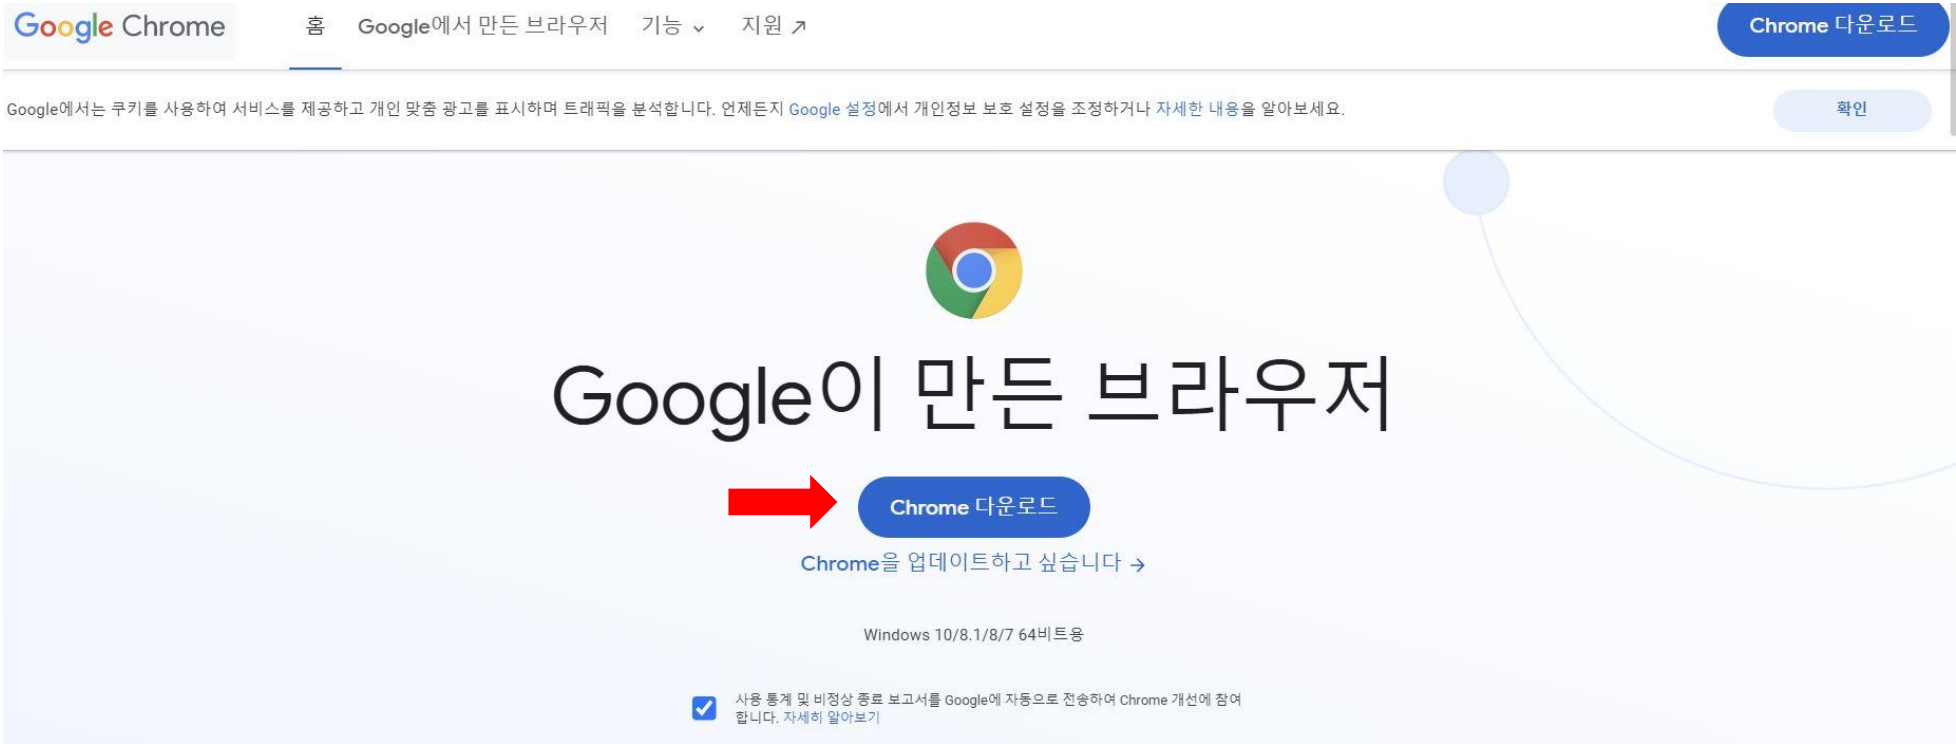 Google Chrome
홈
Google에서 만든 브라우저
기능
지원
Chrome 다운로드
Google에서는 쿠키를 사용하여 서비스를 제공하고 개인 맞춤 광고를 표시하며 트래픽을 분석합니다. 언제든지 Google 설정에서 개인정보 보호 설정을 조정하거나 자세한 내용을 알아보세요.
확인
Google이 만든 브라우저
Chrome 다운로드
Chrome을 업데이트하고 싶습니다 →
Windows 10/8.1/8/7 64비트용
사용 통계 및 비정상 종료 보고서를 Google에 자동으로 전송하여 Chrome 개선에 참여
합니다. 자세히 알아보기